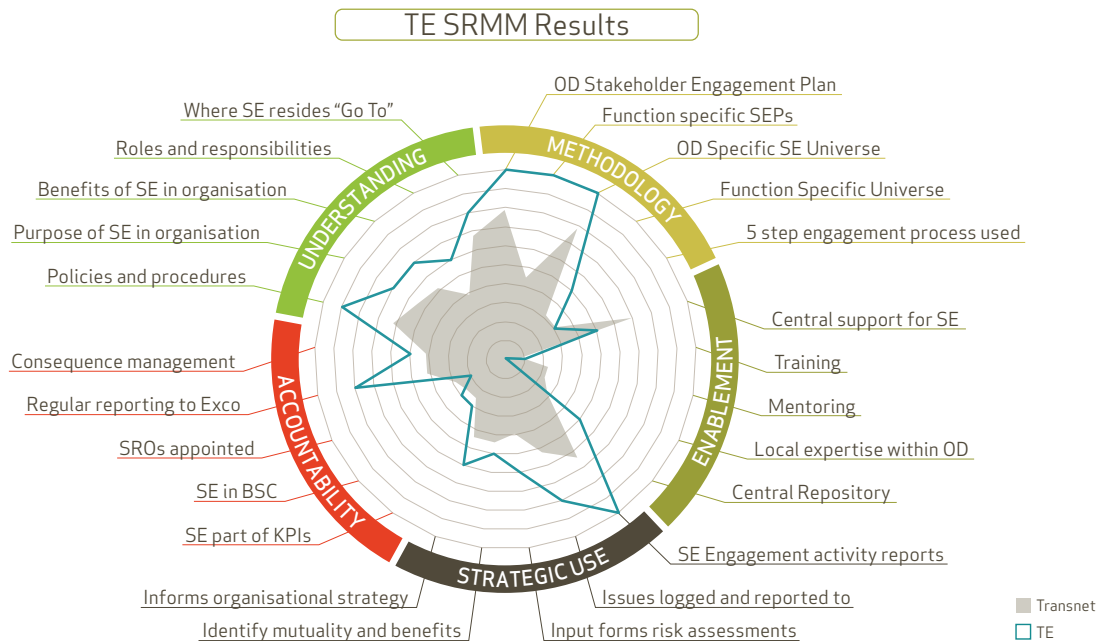 TE SRMM Results
OD Stakeholder Engagement Plan
Function specific SEPs
OD Specific SE Universe
Function Specific Universe
5 step engagement process used
Central support for SE
Training
Mentoring
Local expertise within OD
Central Repository
SE Engagement activity reports
Issues logged and reported to
Input forms risk assessments
Identify mutuality and benefits
Informs organisational strategy
SE part of KPIs
SE in BSC
SROs appointed
Regular reporting to Exco
Consequence management
Policies and procedures
Purpose of SE in organisation
Benefits of SE in organisation
Roles and responsibilities
Where SE resides “Go To”
UNDERSTANDING
METHODOLOGY
ENABLEMENT
STRATEGIC USE
ACCOUNTABILITY
Transnet
TE